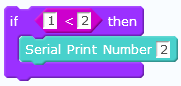 if 1 < 2 then
Serial Print Number 2